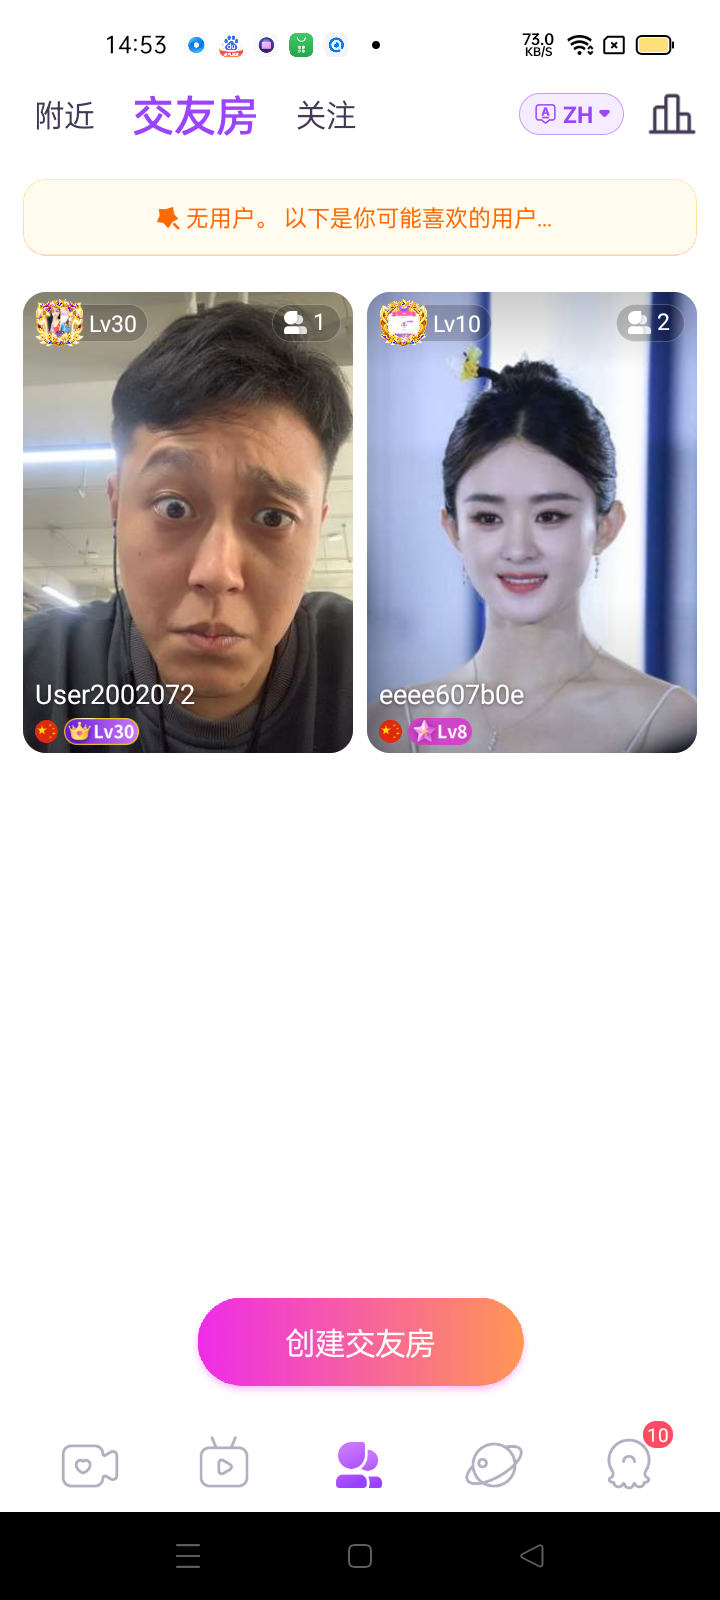 14:53
73.0
KB/S
附近
交友房
关注
ZH
无用户。 以下是你可能喜欢的用户...
Lv30
1
Lv10
2
User2002072
Lv30
eeee607b0e
Lv8
创建交友房
10